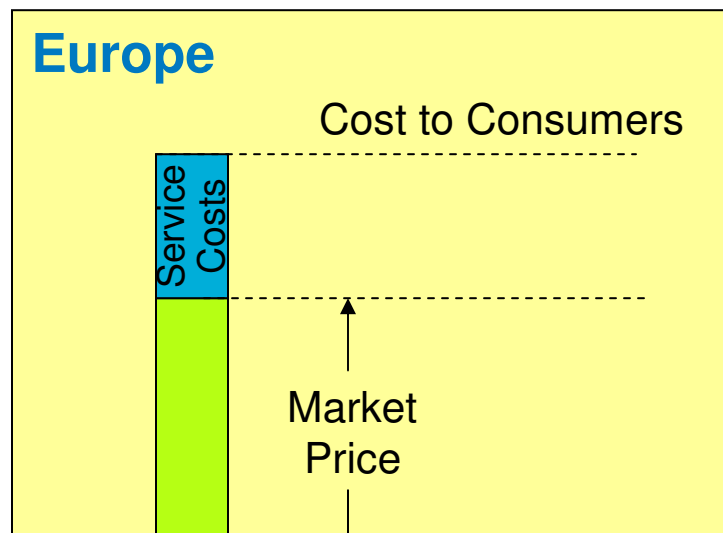 Europe
Cost to Consumers
Service
Costs
Market
Price